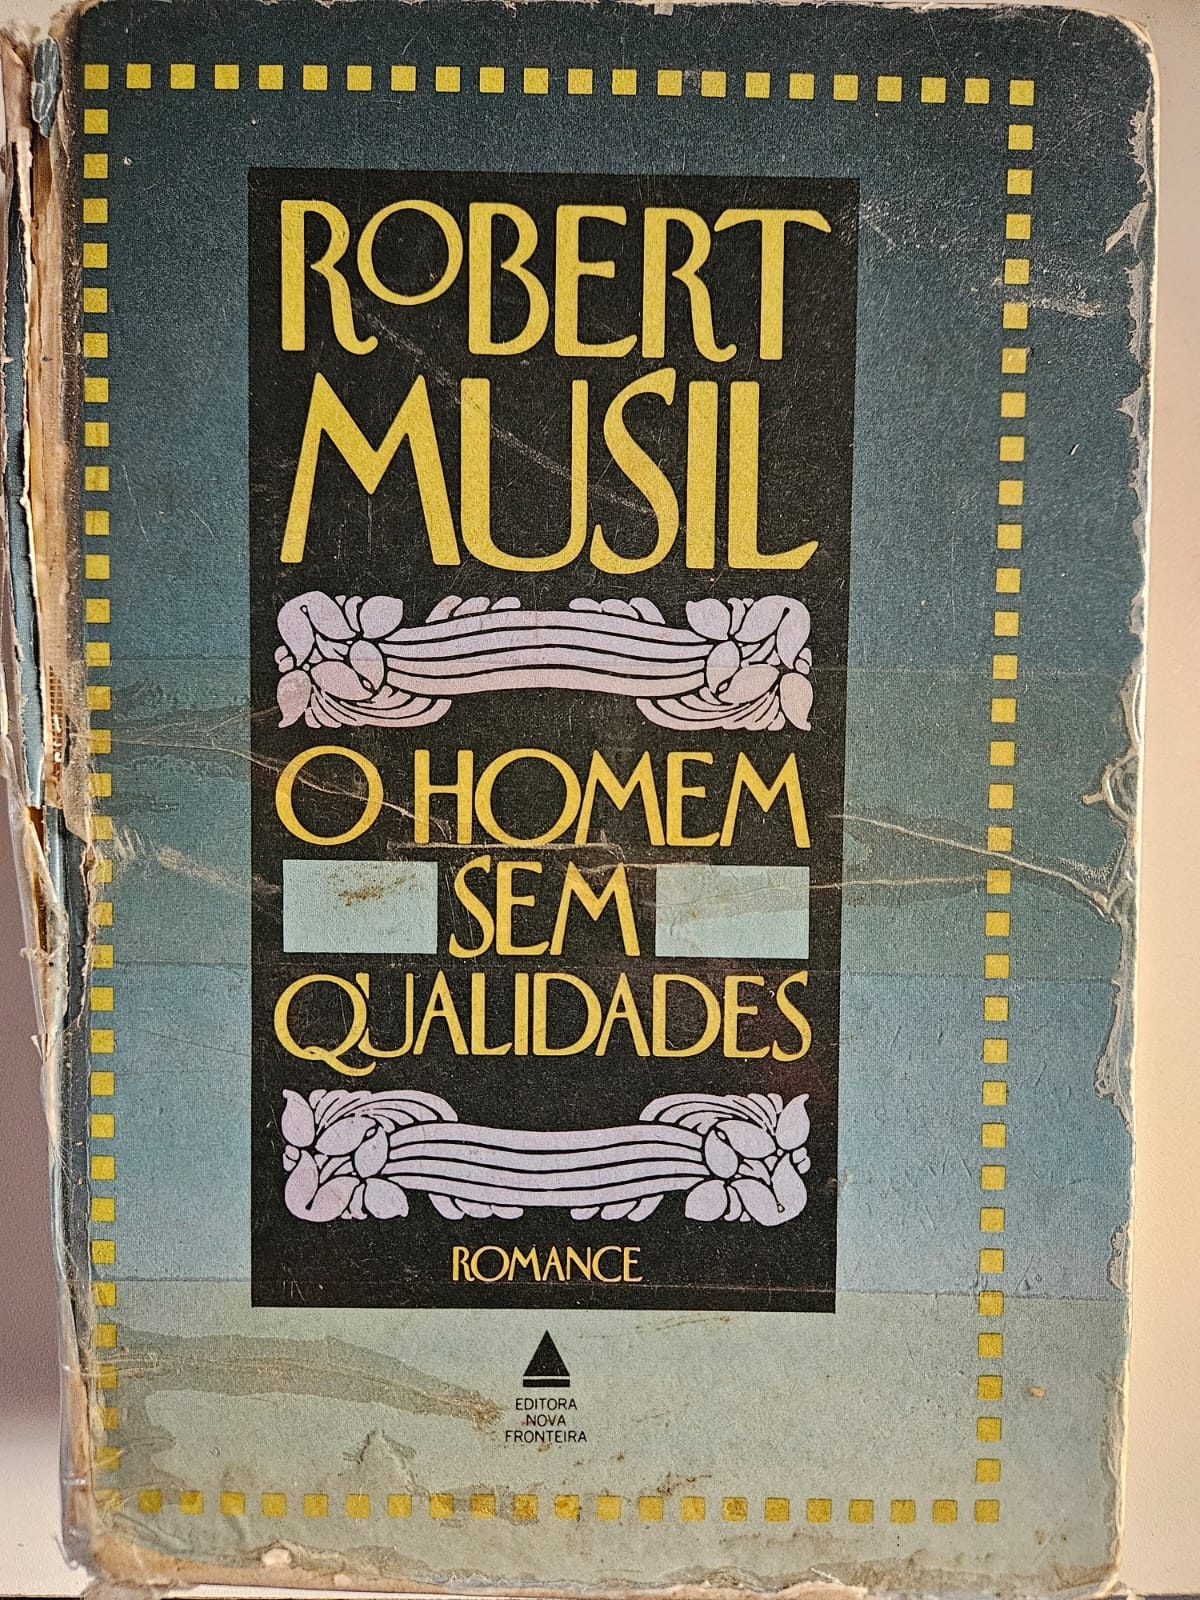 ROBERT
MUSIL
O HOMEM
SEM
QUALIDADES
ROMANCE
EDITORA
NOVA
FRONTEIRA